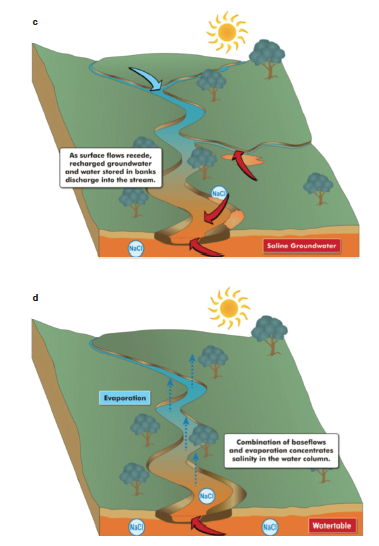 c
As surface flows recede,
recharged groundwater
and water stored in banks
discharge into the stream.
NaCl
NaCl
Saline Groundwater
d
Evaporation
Combination of baseflows
and evaporation concentrates
salinity in the water column.
NaCl
NaCl
NaCl
Watertable